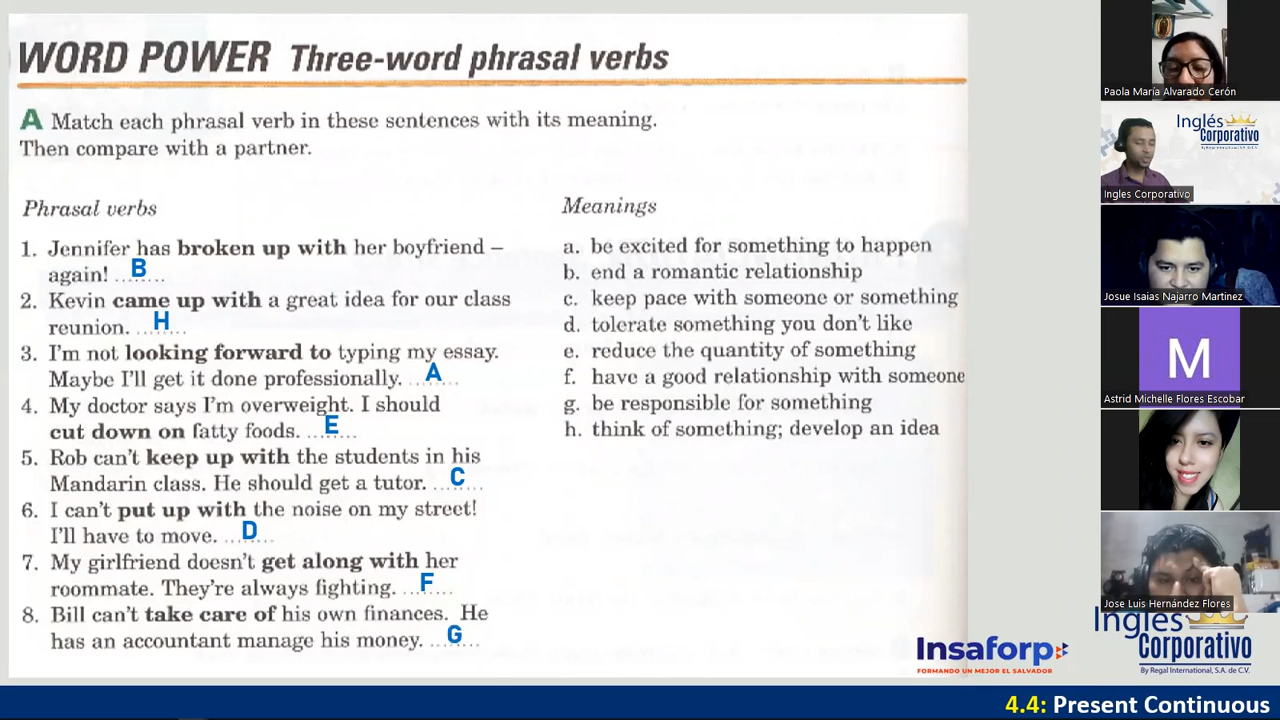 WORD POWER Three-word phrasal verbs
A Match each phrasal verb in these sentences with its meaning.
Then compare with a partner.
Phrasal verbs
1. Jennifer has broken up with her boyfriend –
again! B
2. Kevin came up with a great idea for our class
reunion. H
3. I'm not looking forward to typing my essay.
Maybe I'll get it done professionally. A
4. My doctor says I'm overweight. I should
cut down on fatty foods. E
5. Rob can't keep up with the students in his
Mandarin class. He should get a tutor. C
6. I can't put up with the noise on my street!
I'll have to move. D
7. My girlfriend doesn't get along with her
roommate. They're always fighting. F
8. Bill can't take care of his own finances. He
has an accountant manage his money. G
Meanings
a. be excited for something to happen
b. end a romantic relationship
c. keep pace with someone or something
d. tolerate something you don't like
e. reduce the quantity of something
f. have a good relationship with someone
g. be responsible for something
h. think of something; develop an idea
Paola María Alvarado Cerón
Inglés
Corporativo
By Regal International, S.A. de C.V.
Ingles Corporativo
Josue Isaias Najarro Martinez
M
Astrid Michelle Flores Escobar
Jose Luis Hernández Flores
Insaforp
FORMANDO UN MEJOR EL SALVADOR
Inglés
Corporativo
By Regal International, S.A. de C.V.
4.4: Present Continuous